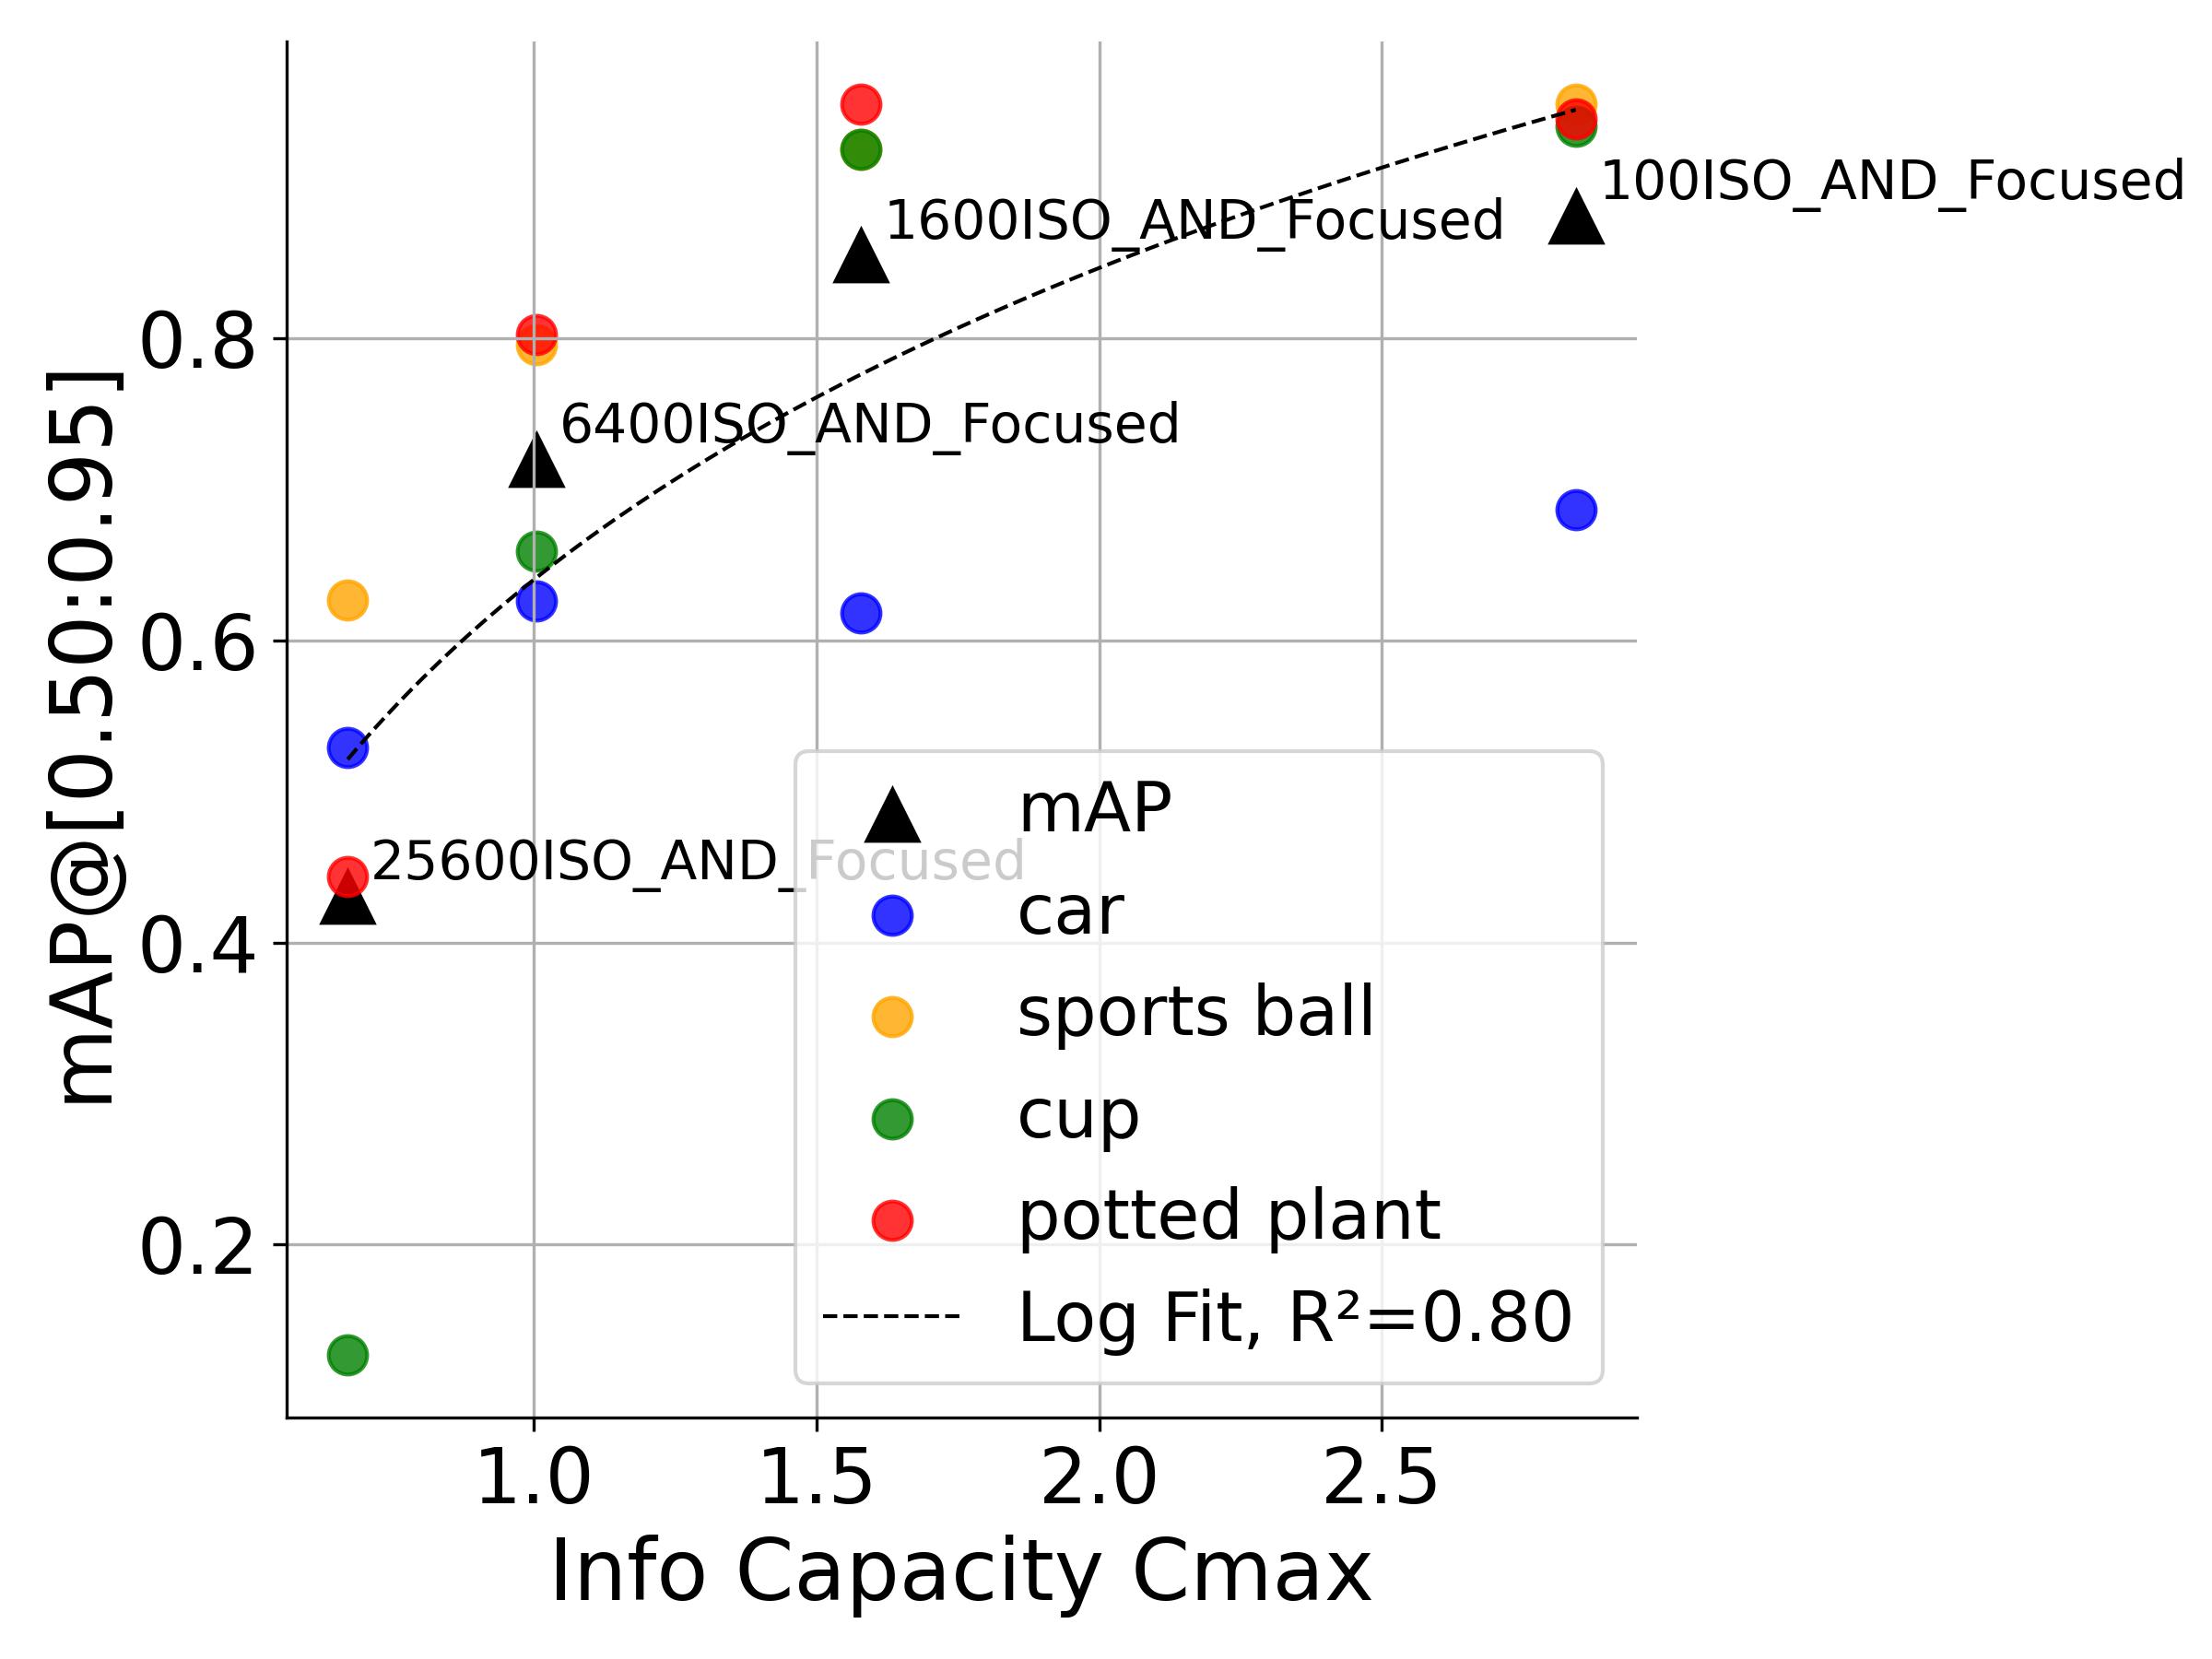 100ISO_AND_Focused
1600ISO_AND_Focused
6400ISO_AND_Focused
25600ISO_AND_Focused
mAP@[0.50:0.95]
0.8
0.6
0.4
0.2
mAP
car
sports ball
cup
potted plant
Log Fit, R²=0.80
1.0 1.5 2.0 2.5
Info Capacity Cmax